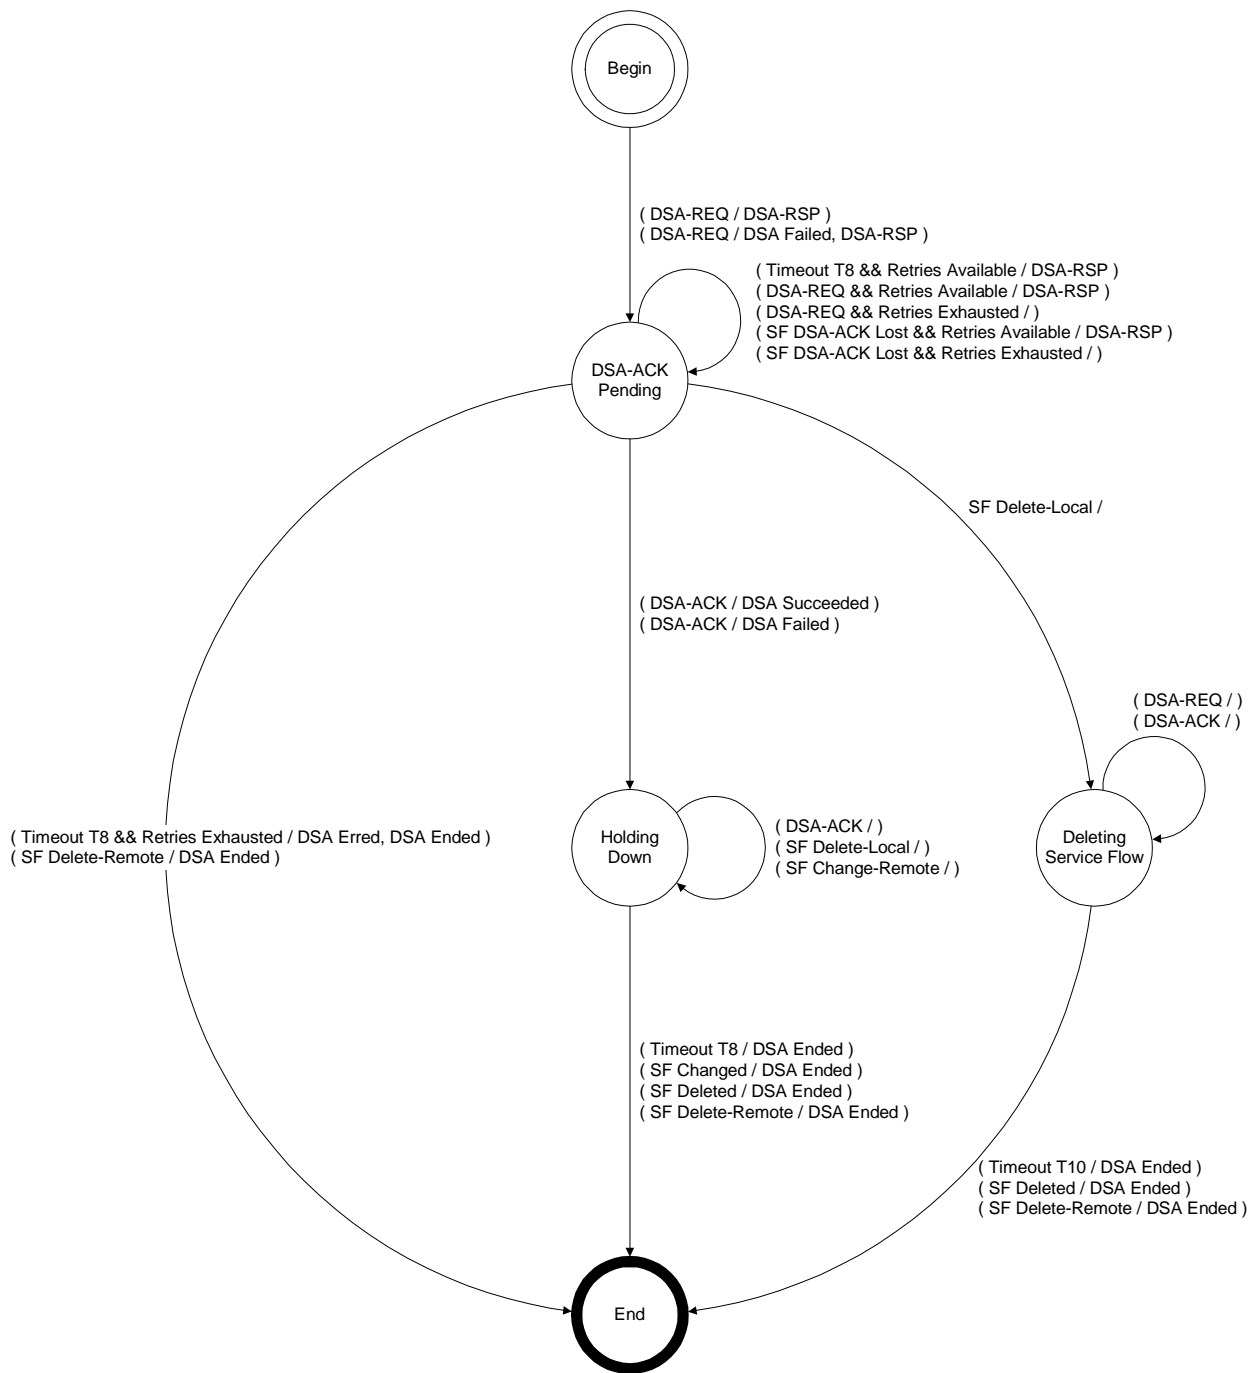 Begin
( DSA-REQ / DSA-RSP )
( DSA-REQ / DSA Failed, DSA-RSP )
( Timeout T8 && Retries Available / DSA-RSP )
( DSA-REQ && Retries Available / DSA-RSP )
( DSA-REQ && Retries Exhausted / )
( SF DSA-ACK Lost && Retries Available / DSA-RSP )
( SF DSA-ACK Lost && Retries Exhausted / )
DSA-ACK
Pending
SF Delete-Local /
( DSA-ACK / DSA Succeeded )
( DSA-ACK / DSA Failed )
( DSA-REQ / )
( DSA-ACK / )
( Timeout T8 && Retries Exhausted / DSA Erred, DSA Ended )
( SF Delete-Remote / DSA Ended )
Holding
Down
( DSA-ACK / )
( SF Delete-Local / )
( SF Change-Remote / )
Deleting
Service Flow
( Timeout T8 / DSA Ended )
( SF Changed / DSA Ended )
( SF Deleted / DSA Ended )
( SF Delete-Remote / DSA Ended )
( Timeout T10 / DSA Ended )
( SF Deleted / DSA Ended )
( SF Delete-Remote / DSA Ended )
End